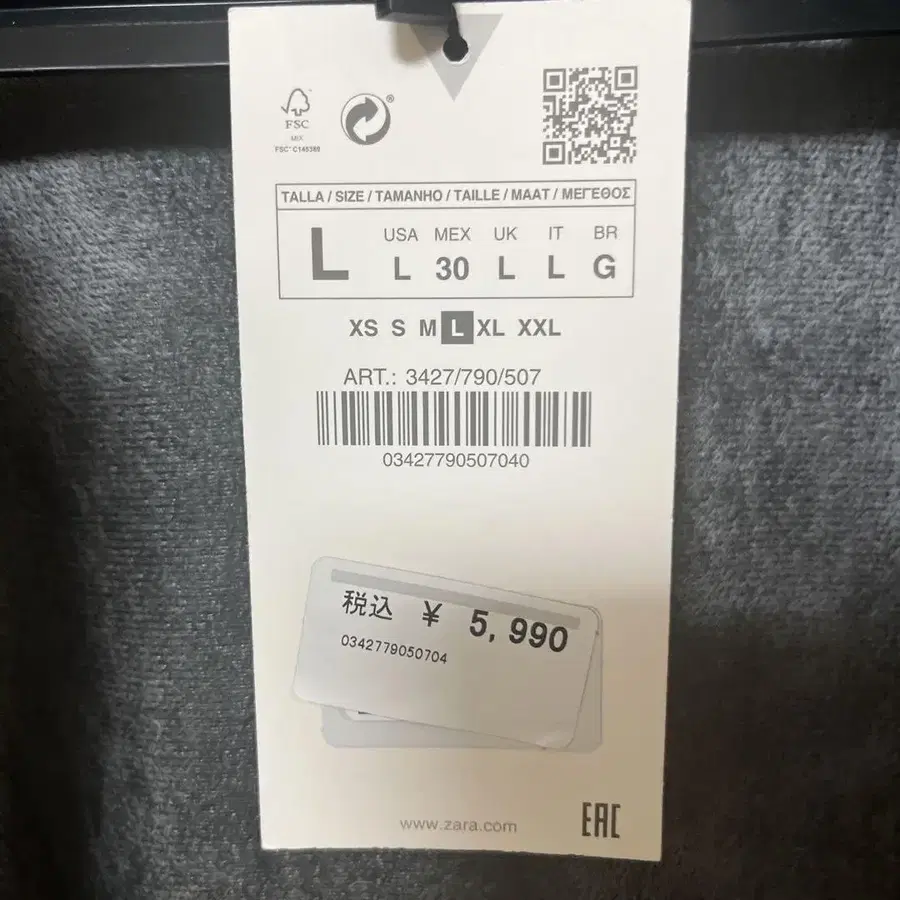 FSC
MIX
FSC® C145389
®
TALLA / SIZE / TAMANHO / TAILLE / MAAT / ΜΕΓΕΘΟΣ
L
USA MEX UK IT BR
L 30 L L G
XS S M L XL XXL
ART.: 3427/790/507
03427790507040
税込 ¥ 5,990
0342779050704
www.zara.com
EAC